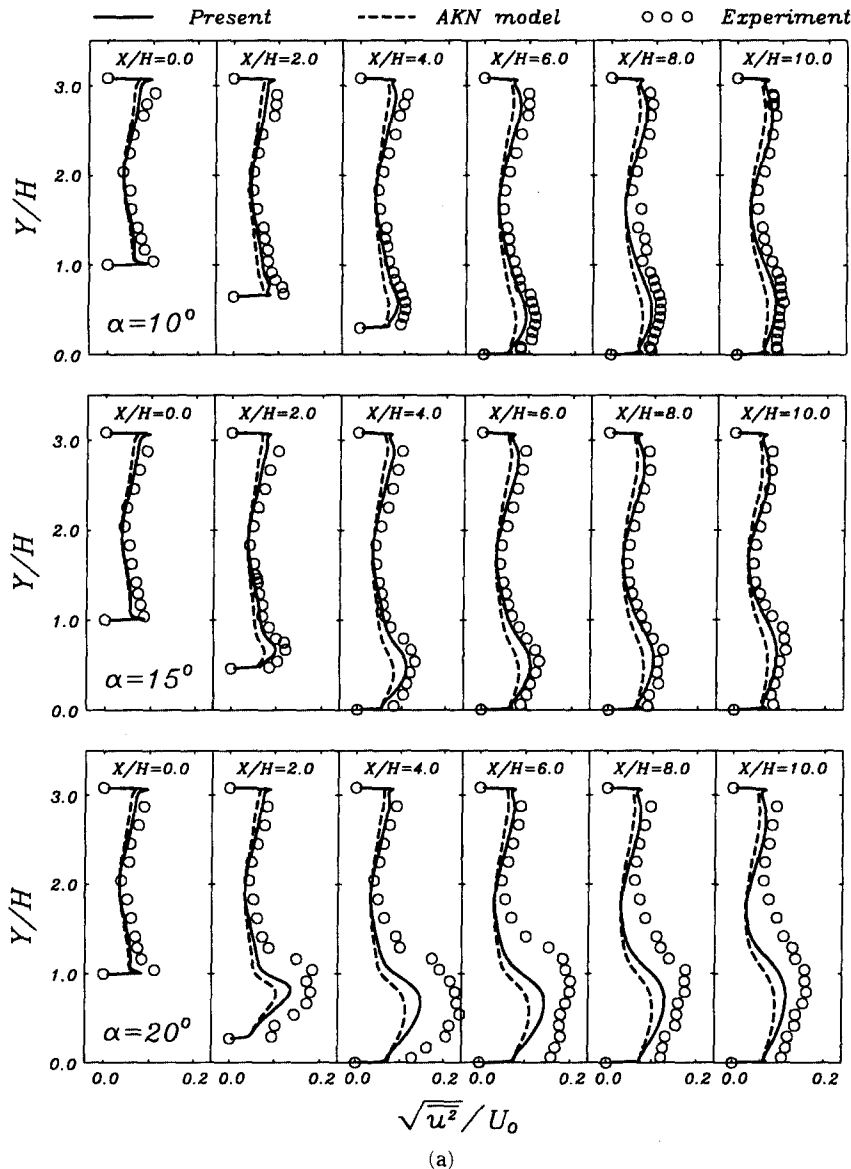 Present AKN model Experiment
X/H=0.0 X/H=2.0 X/H=4.0 X/H=6.0 X/H=8.0 X/H=10.0
3.0
2.0
Y/H
1.0
α=10°
0.0
X/H=0.0 X/H=2.0 X/H=4.0 X/H=6.0 X/H=8.0 X/H=10.0
3.0
2.0
Y/H
1.0
α=15°
0.0
X/H=0.0 X/H=2.0 X/H=4.0 X/H=6.0 X/H=8.0 X/H=10.0
3.0
2.0
Y/H
1.0
α=20°
0.0
0.0 0.2 0.0 0.2 0.0 0.2 0.0 0.2 0.0 0.2 0.0 0.2
√u̅²̅/U₀
(a)